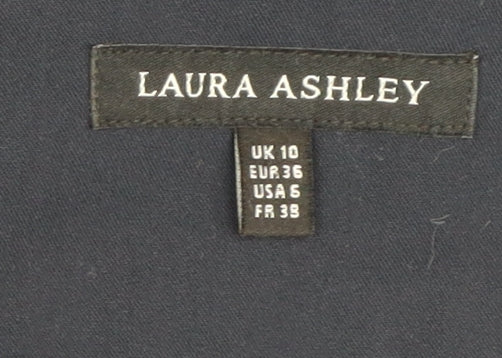 LAURA ASHLEY
UK 10
EUR 36
USA 6
FR 38